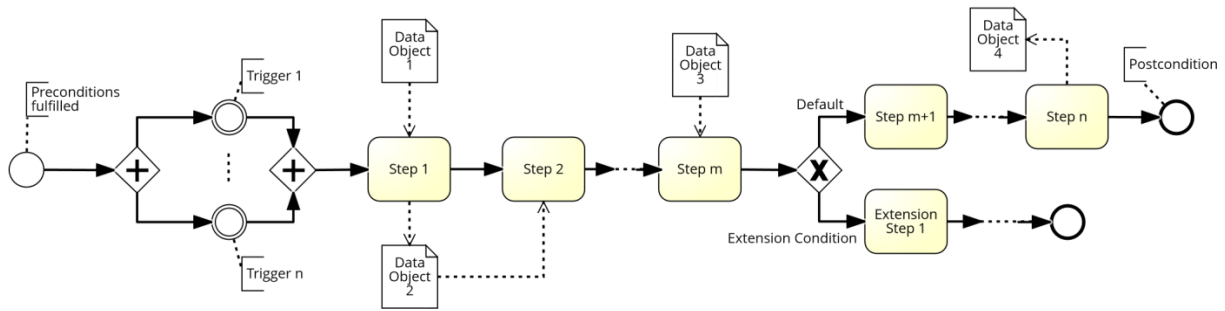 Preconditions
fulfilled
Trigger 1
Trigger n
Data
Object
1
Step 1
Data
Object
2
Step 2
Data
Object
3
Step m
Default
Extension Condition
Step m+1
Extension
Step 1
Data
Object
4
Step n
Postcondition